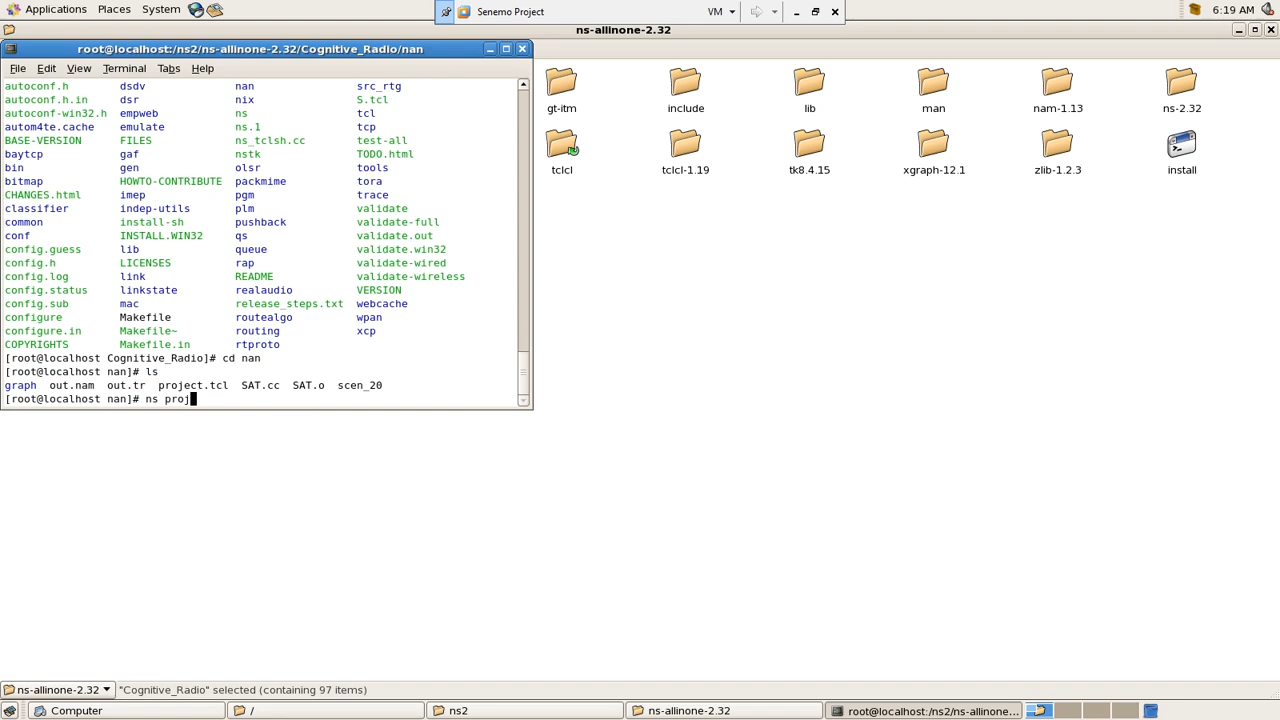 Applications Places System
Senemo Project
VM
6:19 AM
ns-allinone-2.32
root@localhost:/ns2/ns-allinone-2.32/Cognitive_Radio/nan
File Edit View Terminal Tabs Help
autoconf.h dsdv nan src_rtg
autoconf.h.in dsr nix S.tcl
autoconf-win32.h empweb ns tcl
autom4te.cache emulate ns.1 tcp
BASE-VERSION FILES ns_tclsh.cc test-all
baytcp gaf nstk TODO.html
bin gen olsr tools
bitmap HOWTO-CONTRIBUTE packmime tora
CHANGES.html imep pgm trace
classifier indep-utils plm validate
common install-sh pushback validate-full
conf INSTALL.WIN32 qs validate.out
config.guess lib queue validate.win32
config.h LICENSES rap validate-wired
config.log link README validate-wireless
config.status linkstate realaudio VERSION
config.sub mac release_steps.txt webcache
configure Makefile routealgo wpan
configure.in Makefile~ routing xcp
COPYRIGHTS Makefile.in rtproto
[root@localhost Cognitive_Radio]# cd nan
[root@localhost nan]# ls
graph out.nam out.tr project.tcl SAT.cc SAT.o scen_20
[root@localhost nan]# ns proj
gt-itm include lib man nam-1.13 ns-2.32
tclcl tclcl-1.19 tk8.4.15 xgraph-12.1 zlib-1.2.3 install
ns-allinone-2.32 "Cognitive_Radio" selected (containing 97 items)
Computer / ns2 ns-allinone-2.32 root@localhost:/ns2/ns-allinone...